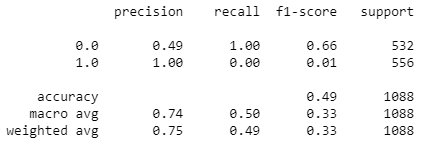 precision recall f1-score support
0.0 0.49 1.00 0.66 532
1.0 1.00 0.00 0.01 556
accuracy 0.49 1088
macro avg 0.74 0.50 0.33 1088
weighted avg 0.75 0.49 0.33 1088